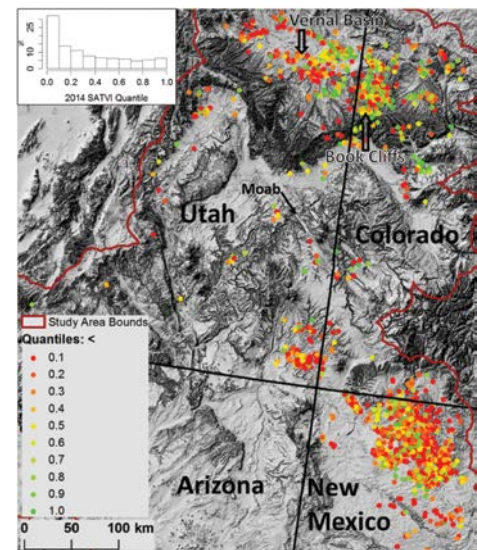 Vernal Basin
%
0 10 25
0.0 0.2 0.4 0.6 0.8 1.0
2014 SATVI Quantile
Book Cliffs
Moab
Utah
Colorado
Study Area Bounds
Quantiles: <
0.1
0.2
0.3
0.4
0.5
0.6
0.7
0.8
0.9
1.0
Arizona
New
Mexico
0 50 100 km